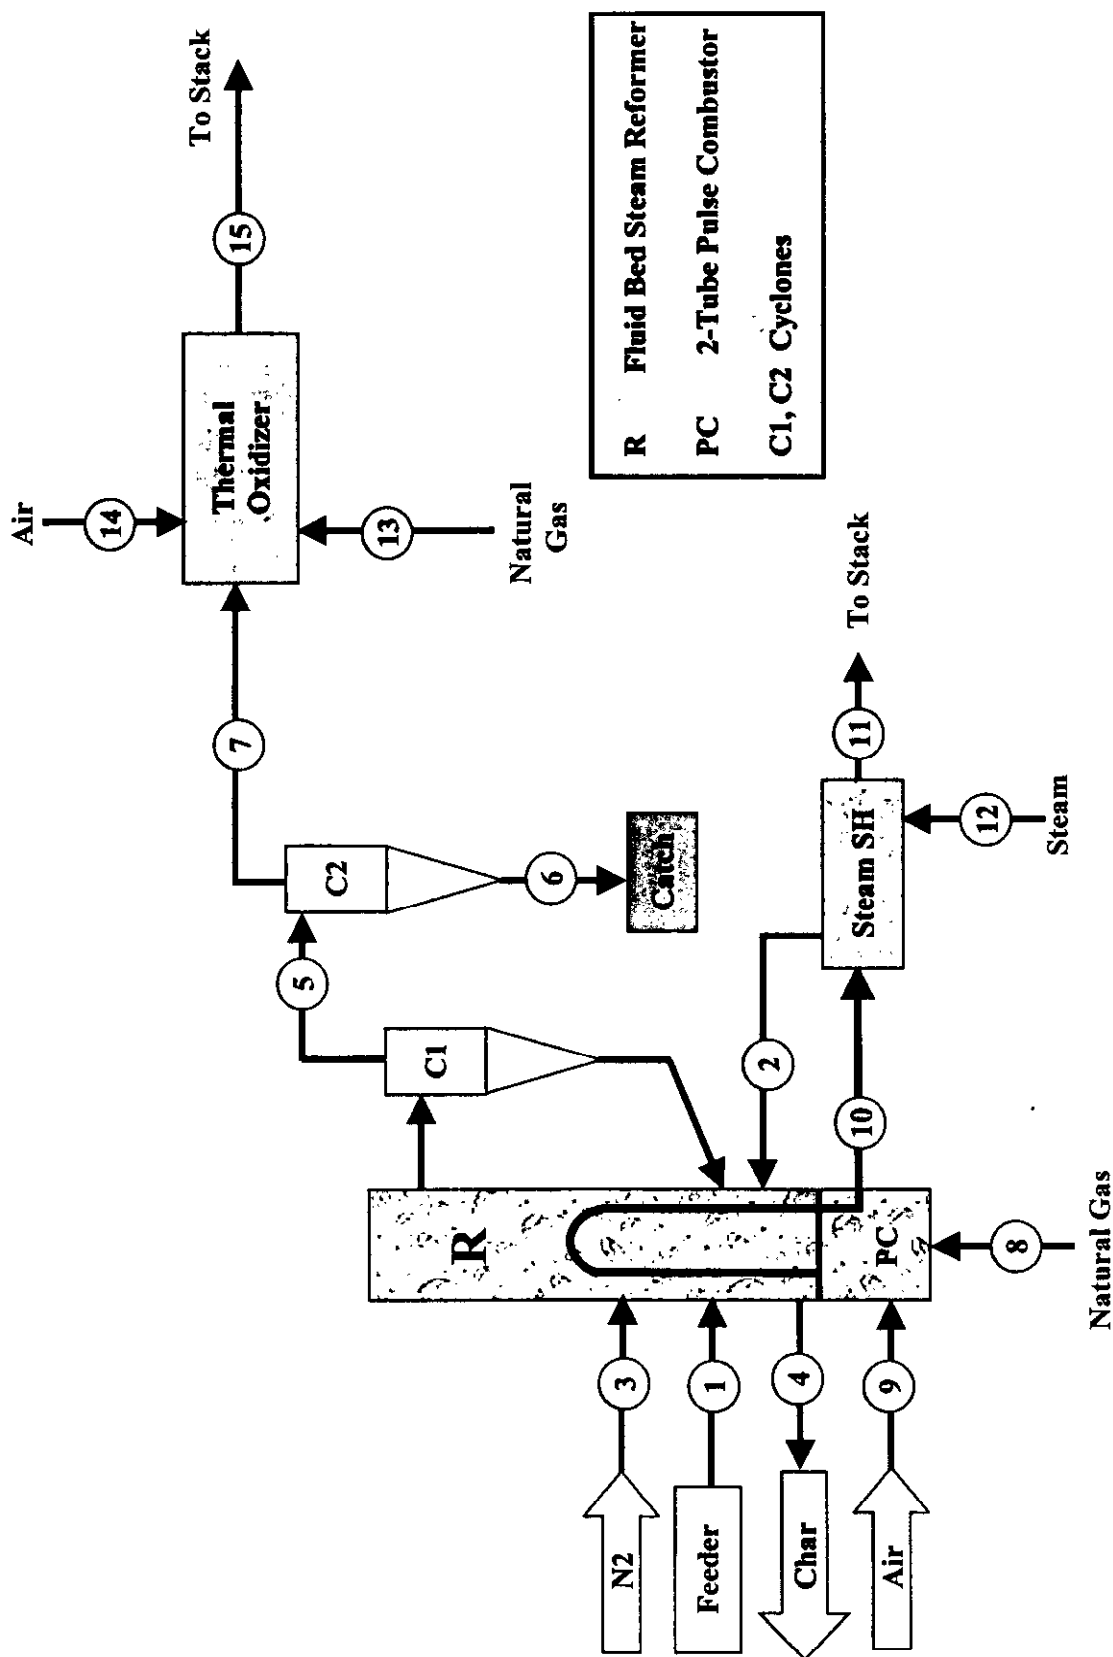 Air
14
To Stack
15
Thermal
Oxidizer
7
13
Natural
Gas
C2
5
6
Catch
C1
R
N2
3
Feeder
1
2
Char
4
Air
9
PC
8
Natural Gas
10
Steam SH
11
To Stack
12
Steam
R Fluid Bed Steam Reformer
PC 2-Tube Pulse Combustor
C1, C2 Cyclones